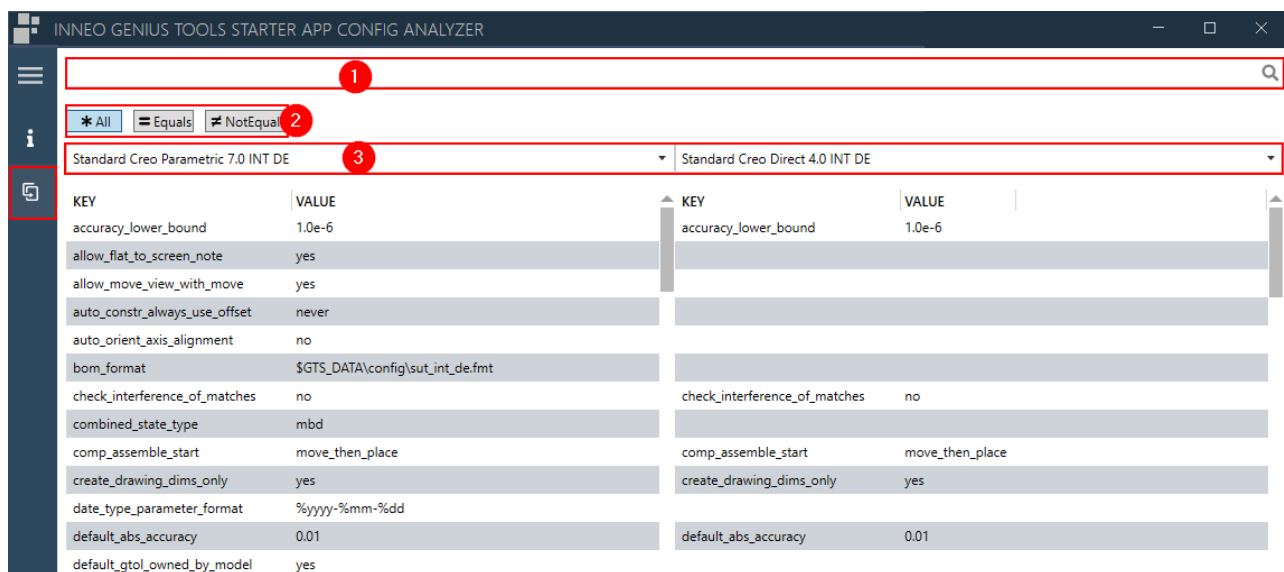 INNEO GENIUS TOOLS STARTER APP CONFIG ANALYZER
1
All Equals NotEqual 2
Standard Creo Parametric 7.0 INT DE 3 Standard Creo Direct 4.0 INT DE
KEY VALUE KEY VALUE
accuracy_lower_bound 1.0e-6 accuracy_lower_bound 1.0e-6
allow_flat_to_screen_note yes
allow_move_view_with_move yes
auto_constr_always_use_offset never
auto_orient_axis_alignment no
bom_format $GTS_DATA\config\sut_int_de.fmt
check_interference_of_matches no check_interference_of_matches no
combined_state_type mbd
comp_assemble_start move_then_place comp_assemble_start move_then_place
create_drawing_dims_only yes create_drawing_dims_only yes
date_type_parameter_format %yyyy-%mm-%dd
default_abs_accuracy 0.01 default_abs_accuracy 0.01
default_gtol_owned_by_model yes